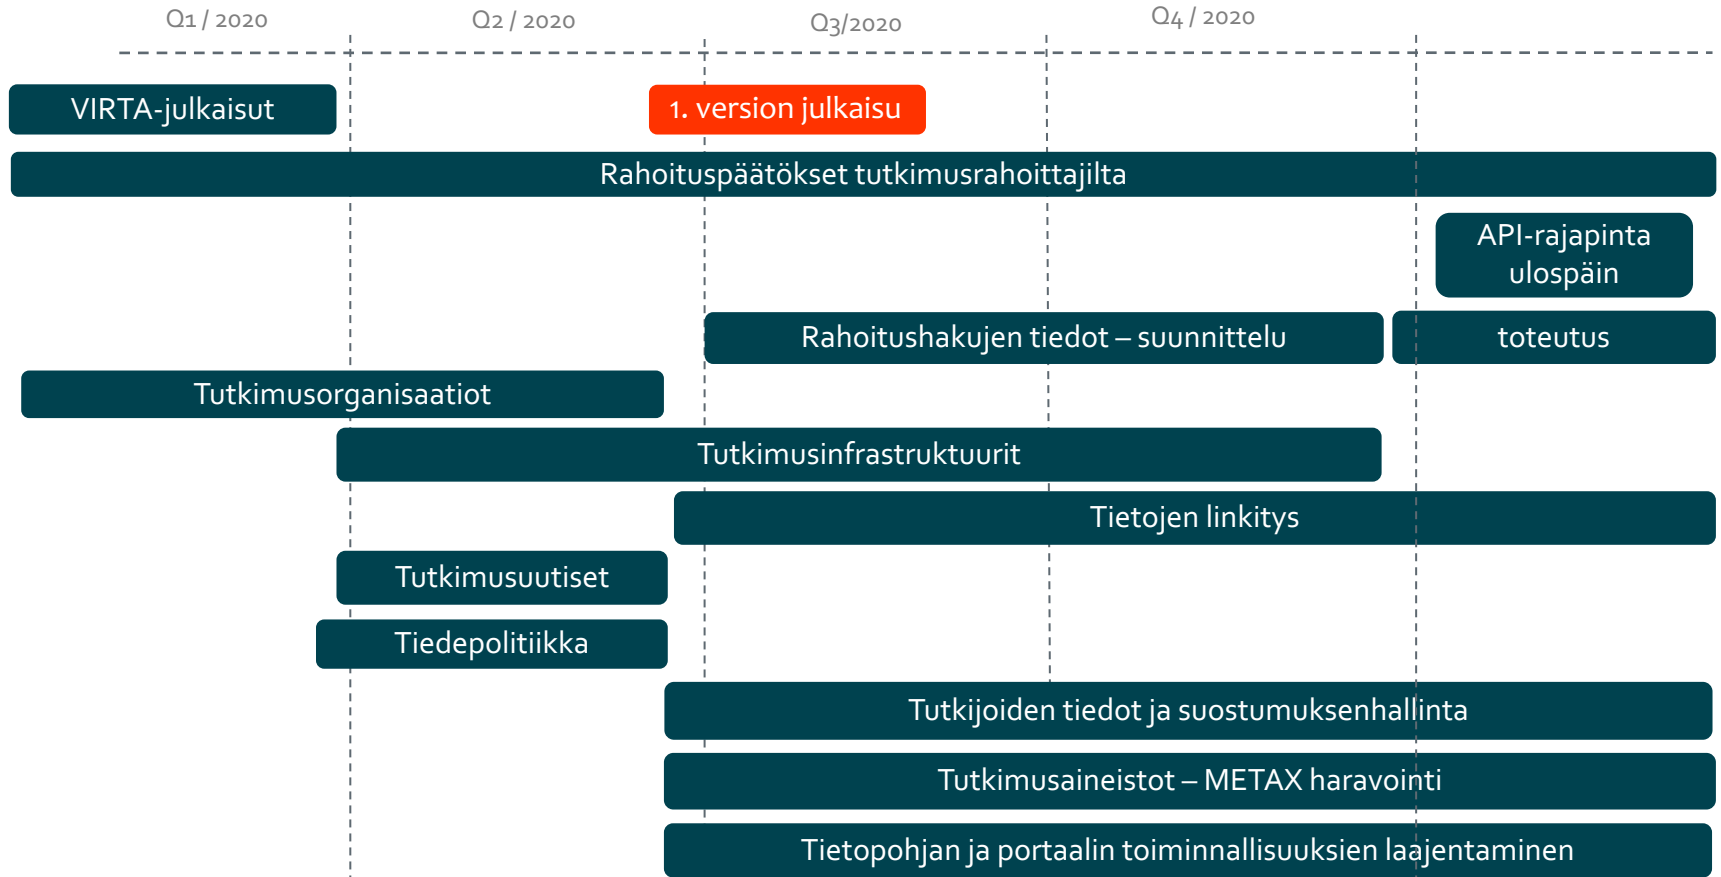 Q1 / 2020
Q2 / 2020
Q3/2020
Q4 / 2020
VIRTA-julkaisut
1. version julkaisu
Rahoituspäätökset tutkimusrahoittajilta
API-rajapinta
ulospäin
Rahoitushakujen tiedot – suunnittelu
toteutus
Tutkimusorganisaatiot
Tutkimusinfrastruktuurit
Tietojen linkitys
Tutkimusuutiset
Tiedepolitiikka
Tutkijoiden tiedot ja suostumuksenhallinta
Tutkimusaineistot – METAX haravointi
Tietopohjan ja portaalin toiminnallisuuksien laajentaminen